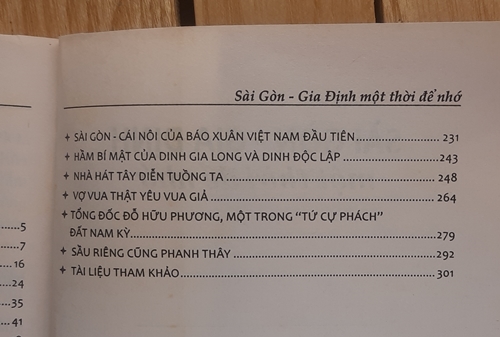 Sài Gòn - Gia Định một thời để nhớ
+ SÀI GÒN - CÁI NÔI CỦA BÁO XUÂN VIỆT NAM ĐẦU TIÊN..................231
+ HẦM BÍ MẬT CỦA DINH GIA LONG VÀ DINH ĐỘC LẬP.....................243
+ NHÀ HÁT TÂY DIỄN TUỒNG TA..................................................248
+ VỢ VUA THẬT YÊU VUA GIẢ.....................................................264
+ TỔNG ĐỐC ĐỖ HỮU PHƯƠNG, MỘT TRONG “TỨ CỰ PHÁCH”
ĐẤT NAM KỲ............................................................................279
+ SẦU RIÊNG CŨNG PHANH THÂY................................................292
+ TÀI LIỆU THAM KHẢO..............................................................301
.....5
.....7
....16
....24
....35
... 41